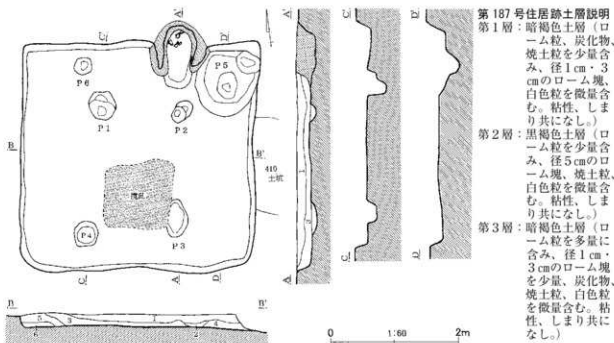 第187号住居跡土層説明
第1層：暗褐色土層（ロ
ーム粒、炭化物、
焼土粒を少量含
み、径1㎝・3
㎝のローム塊、
白色粒を微量含
む。粘性、しま
り共になし。）
第2層：黒褐色土層（ロ
ーム粒を少量含
み、径5㎝のロ
ーム塊、焼土粒、
白色粒を微量含
む。粘性、しま
り共になし。）
第3層：暗褐色土層（ロ
ーム粒を多量に
含み、径1㎝・
3㎝のローム塊
を少量、炭化物、
焼土粒、白色粒
を微量含む。粘
性、しまり共に
なし。）
A'
C'
D'
P6
P5
P1
P2
B
B'
410
土坑
P4
P3
C
A
D
A'
1
A
C'
C
D'
D
B
B'
5
3
1
4
6
2
0
1:60
2m